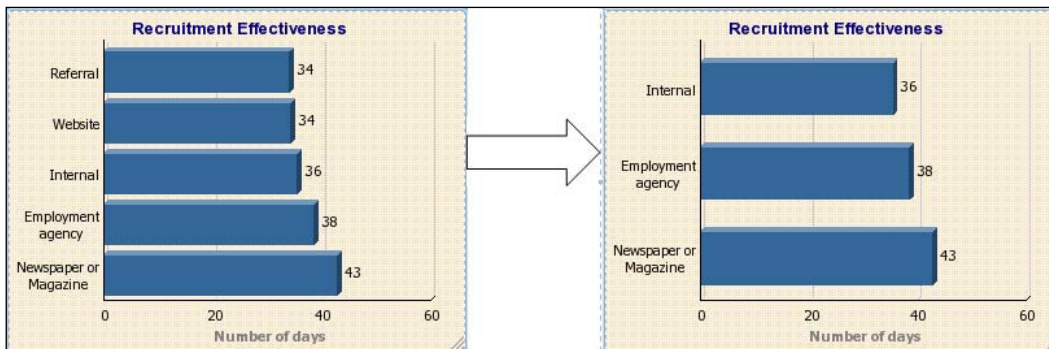 Recruitment Effectiveness
Referral
34
Website
34
Internal
36
Employment
agency
38
Newspaper or
Magazine
43
0
20
40
60
Number of days
Recruitment Effectiveness
Internal
36
Employment
agency
38
Newspaper or
Magazine
43
0
20
40
60
Number of days